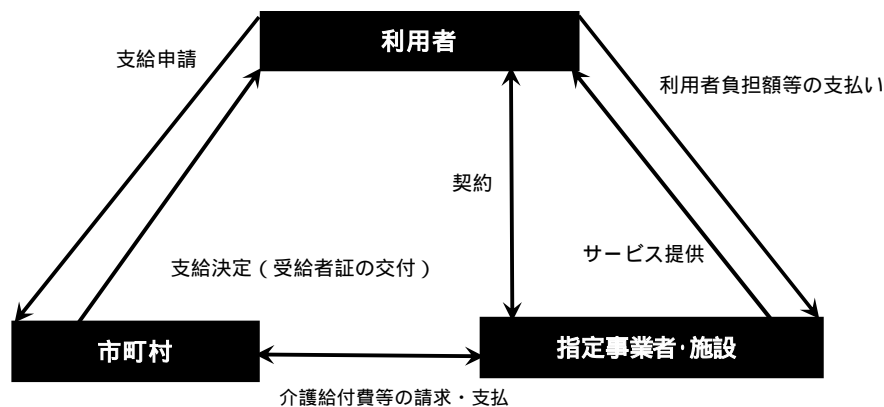 利用者
支給申請
利用者負担額等の支払い
契約
サービス提供
支給決定（受給者証の交付）
市町村
指定事業者・施設
介護給付費等の請求・支払